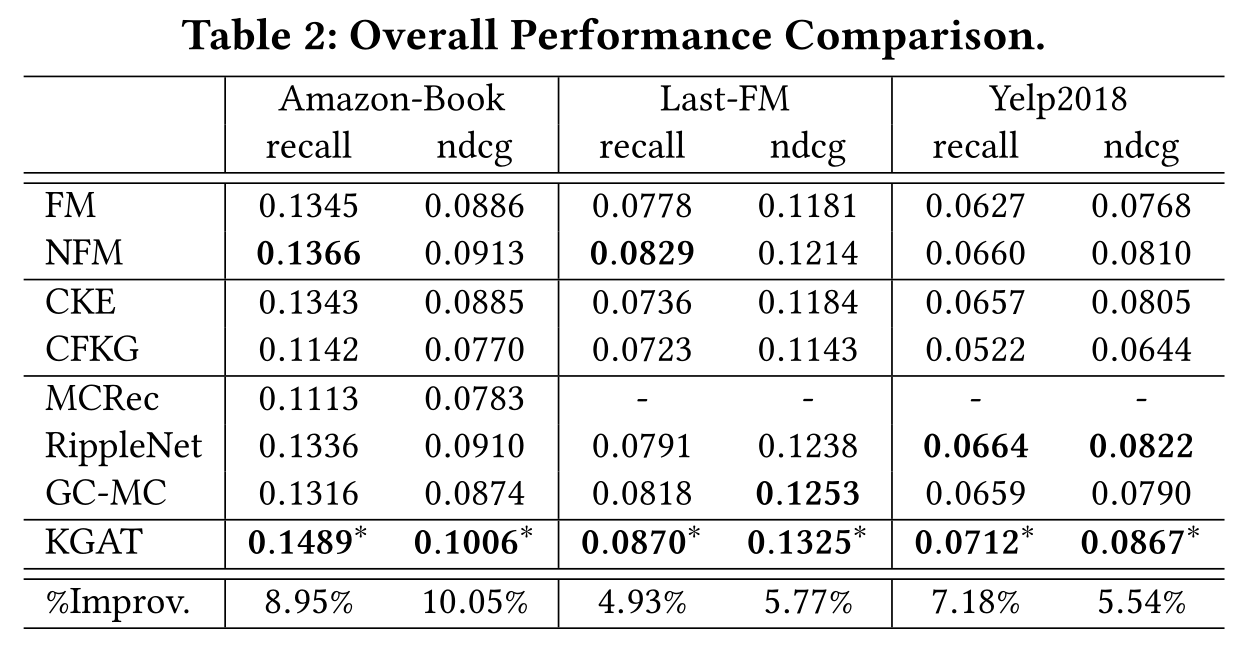 Table 2: Overall Performance Comparison.
Amazon-Book Last-FM Yelp2018
recall ndcg recall ndcg recall ndcg
FM 0.1345 0.0886 0.0778 0.1181 0.0627 0.0768
NFM 0.1366 0.0913 0.0829 0.1214 0.0660 0.0810
CKE 0.1343 0.0885 0.0736 0.1184 0.0657 0.0805
CFKG 0.1142 0.0770 0.0723 0.1143 0.0522 0.0644
MCRec 0.1113 0.0783 - - - -
RippleNet 0.1336 0.0910 0.0791 0.1238 0.0664 0.0822
GC-MC 0.1316 0.0874 0.0818 0.1253 0.0659 0.0790
KGAT 0.1489* 0.1006* 0.0870* 0.1325* 0.0712* 0.0867*
%Improv. 8.95% 10.05% 4.93% 5.77% 7.18% 5.54%